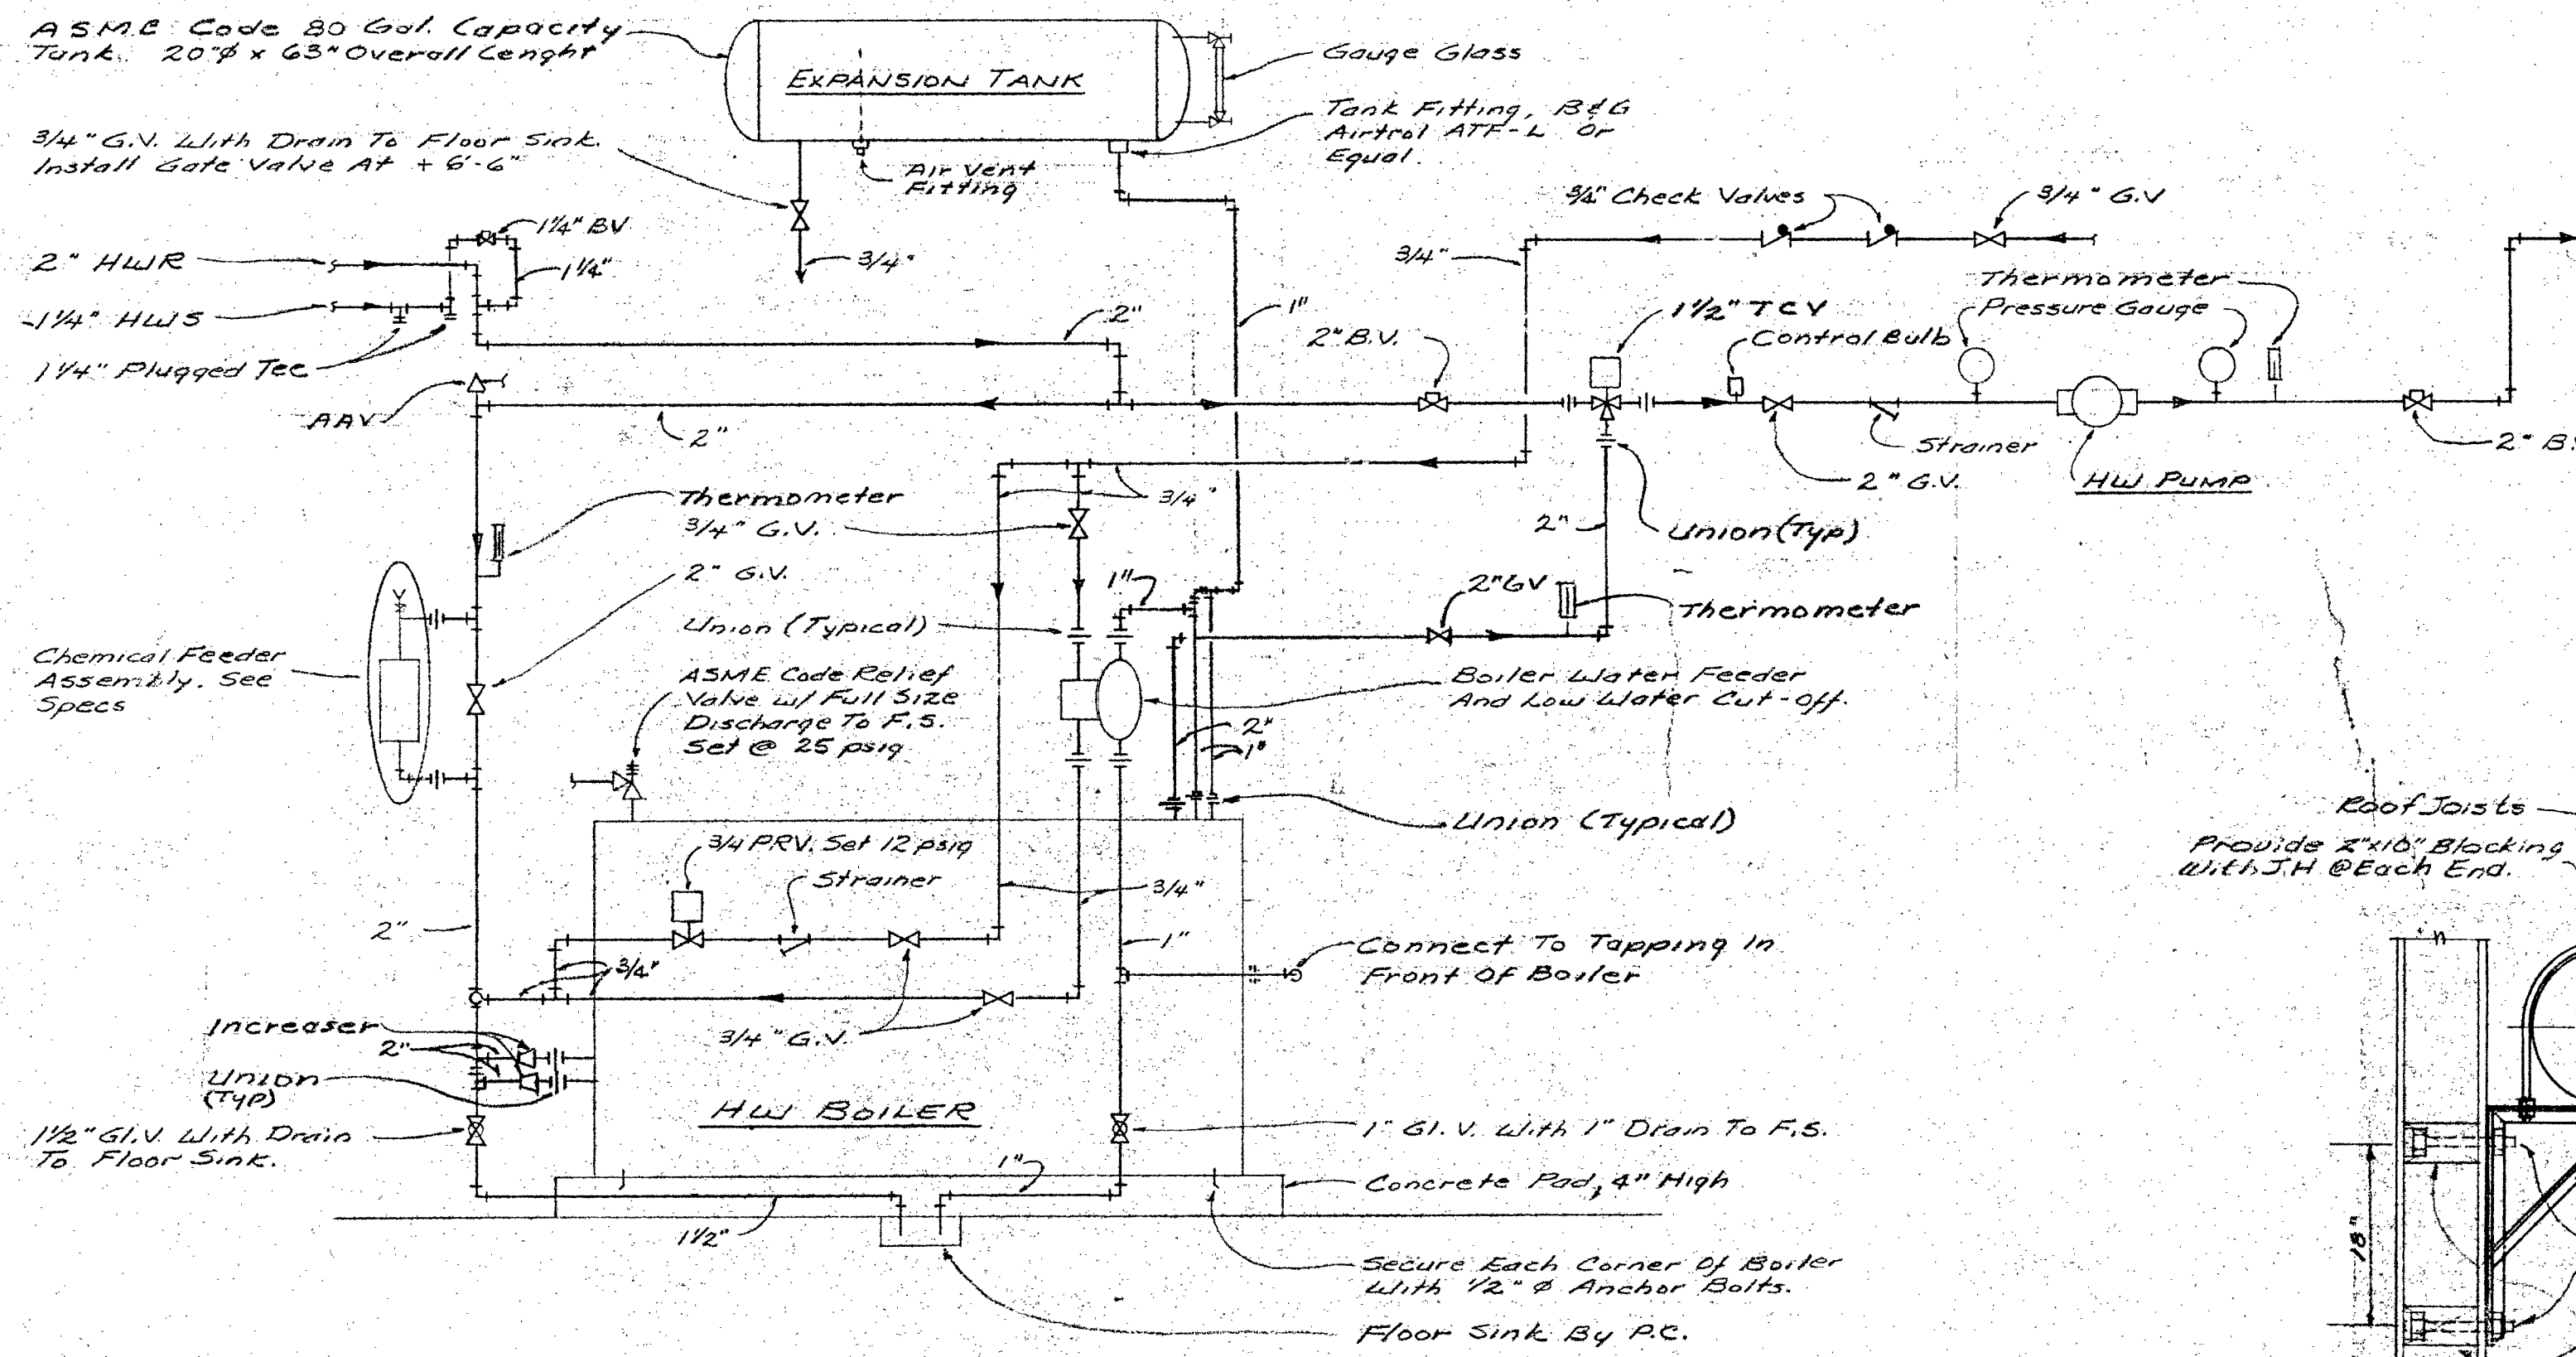 ASME Code 80 Gal. Capacity
Tank. 20"ø x 63" Overall Lenght
EXPANSION TANK
Gauge Glass
Tank Fitting, B&G
Airtrol ATF-L Or
Equal.
3/4" G.V. With Drain To Floor Sink.
Install Gate Valve At + 6'-6"
Air Vent
Fitting
3/4" Check Valves
3/4" G.V
1 1/4" BV
2" HWR
1 1/4"
3/4"
3/4"
Thermometer
1 1/4" HWS
1"
1 1/2" TCV
Pressure Gauge
2"
2" B.V.
Control Bulb
1 1/4" Plugged Tee
AAV
2"
Strainer
2" B.
2" G.V.
HW PUMP
Thermometer
3/4"
3/4" G.V.
2"
Union (Typ)
2" G.V.
1"
2" GV
Thermometer
Union (Typical)
Chemical Feeder
Assembly. See
Specs
ASME Code Relief
Valve w/ Full Size
Discharge To F.S.
Set @ 25 psig
Boiler Water Feeder
And Low Water Cut-Off.
2"
1"
Union (Typical)
Roof Joists
Provide 2"x10" Blocking
With J.H @ Each End.
3/4 PRV. Set 12 psig
Strainer
3/4"
2"
1"
Connect To Tapping In
Front Of Boiler
3/4"
Increaser
2"
3/4" G.V.
Union
(Typ)
HW BOILER
1 1/2" Gl.V. With Drain
To Floor Sink.
1" Gl. V. With 1" Drain To F.S.
1"
Concrete Pad, 4" High
1 1/2"
18"
Secure Each Corner Of Boiler
With 1/2" ø Anchor Bolts.
Floor Sink By P.C.